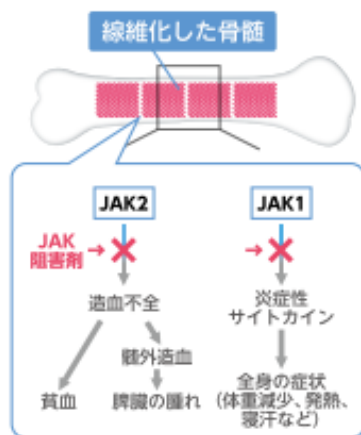 線維化した骨髄
JAK2
JAK1
JAK
阻害剤
造血不全
炎症性
サイトカイン
髄外造血
貧血
脾臓の腫れ
全身の症状
(体重減少、発熱、
寝汗など)